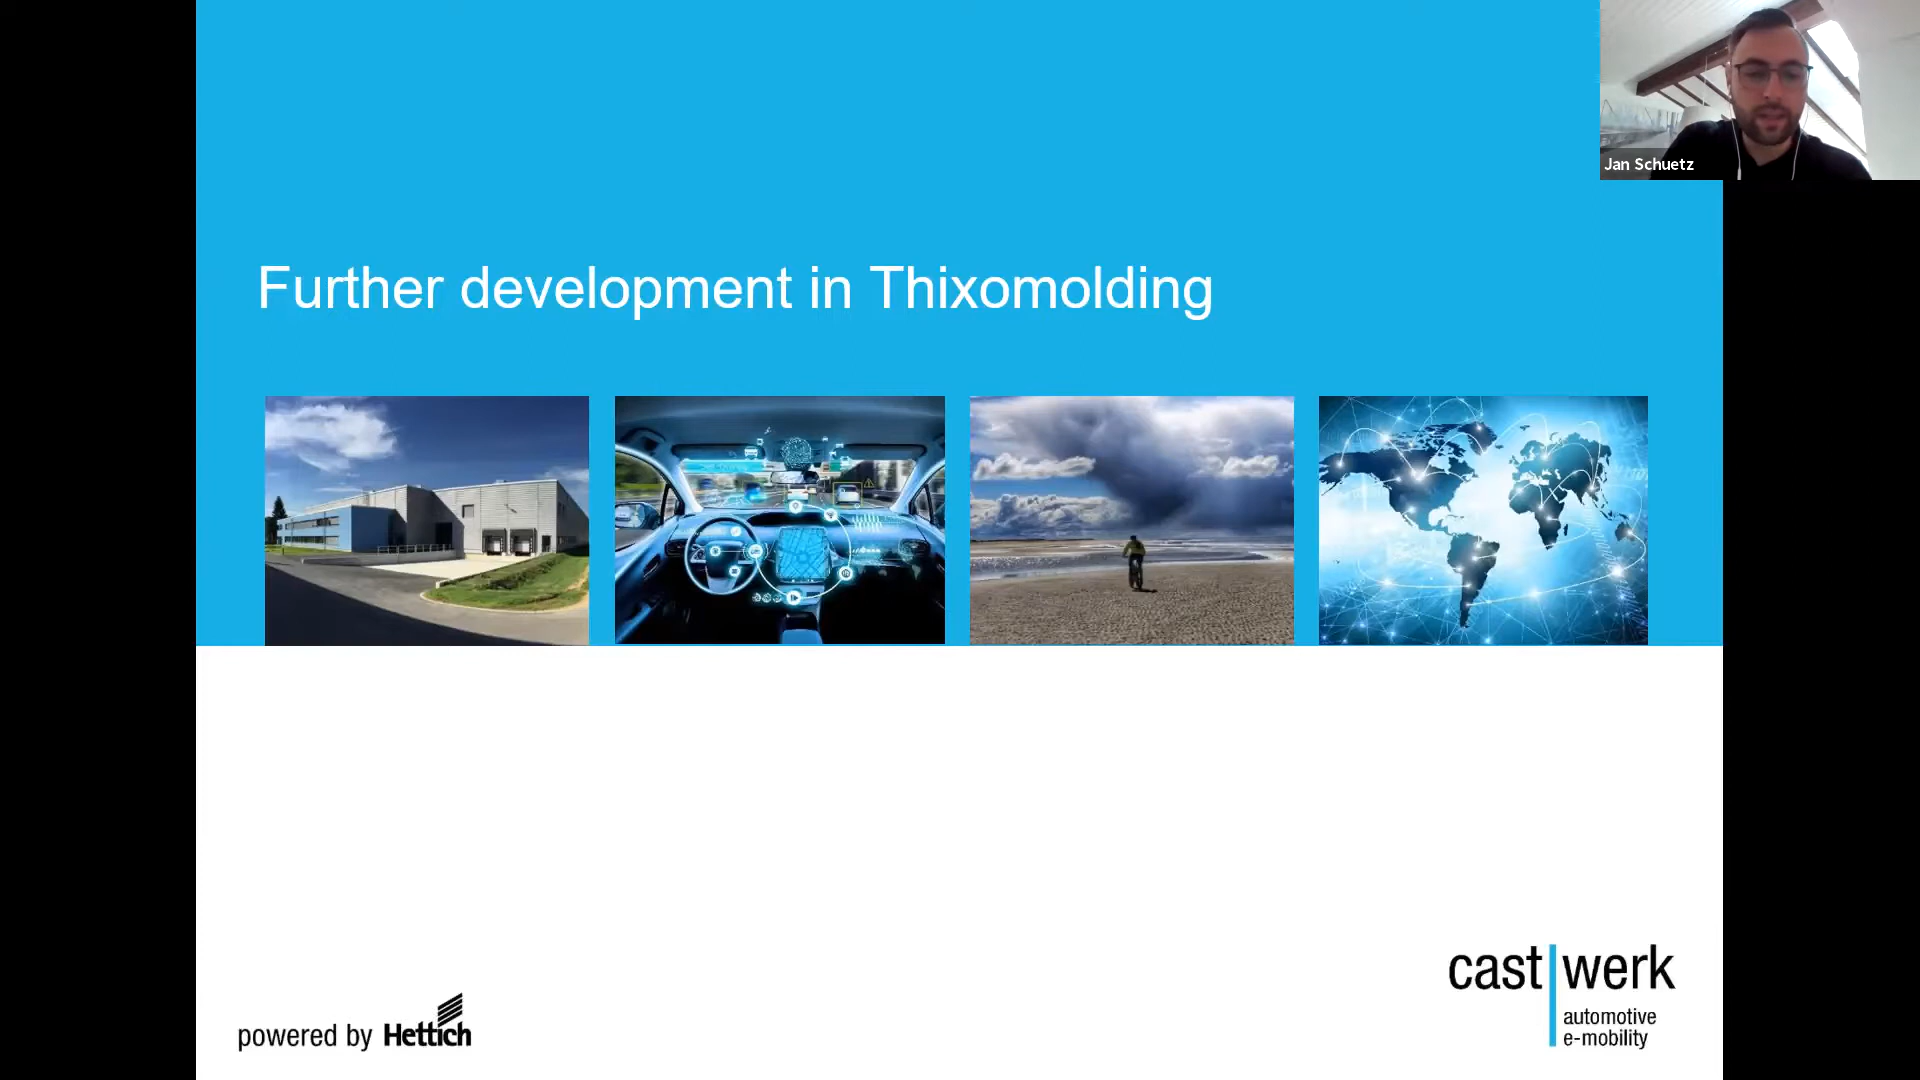 Jan Schuetz
Further development in Thixomolding
cast werk
automotive
e-mobility
powered by Hettich